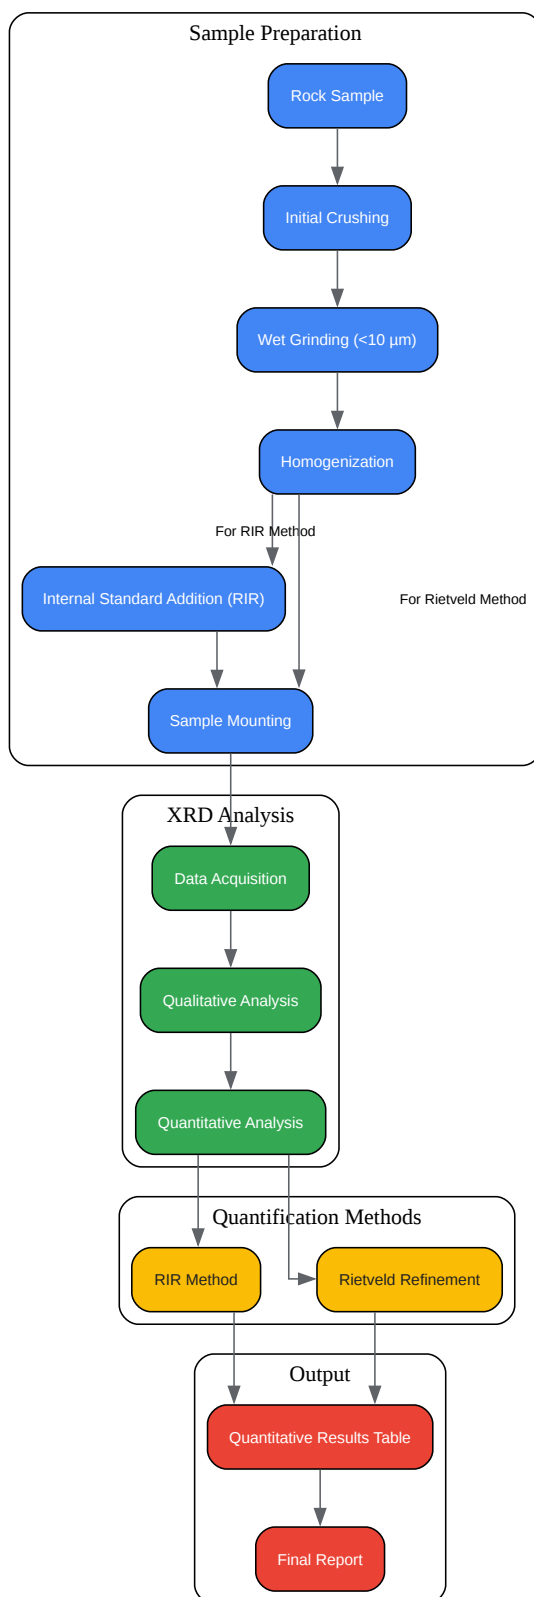 Sample Preparation
Rock Sample
Initial Crushing
Wet Grinding (<10 µm)
Homogenization
For RIR Method
Internal Standard Addition (RIR)
For Rietveld Method
Sample Mounting
XRD Analysis
Data Acquisition
Qualitative Analysis
Quantitative Analysis
Quantification Methods
RIR Method
Rietveld Refinement
Output
Quantitative Results Table
Final Report